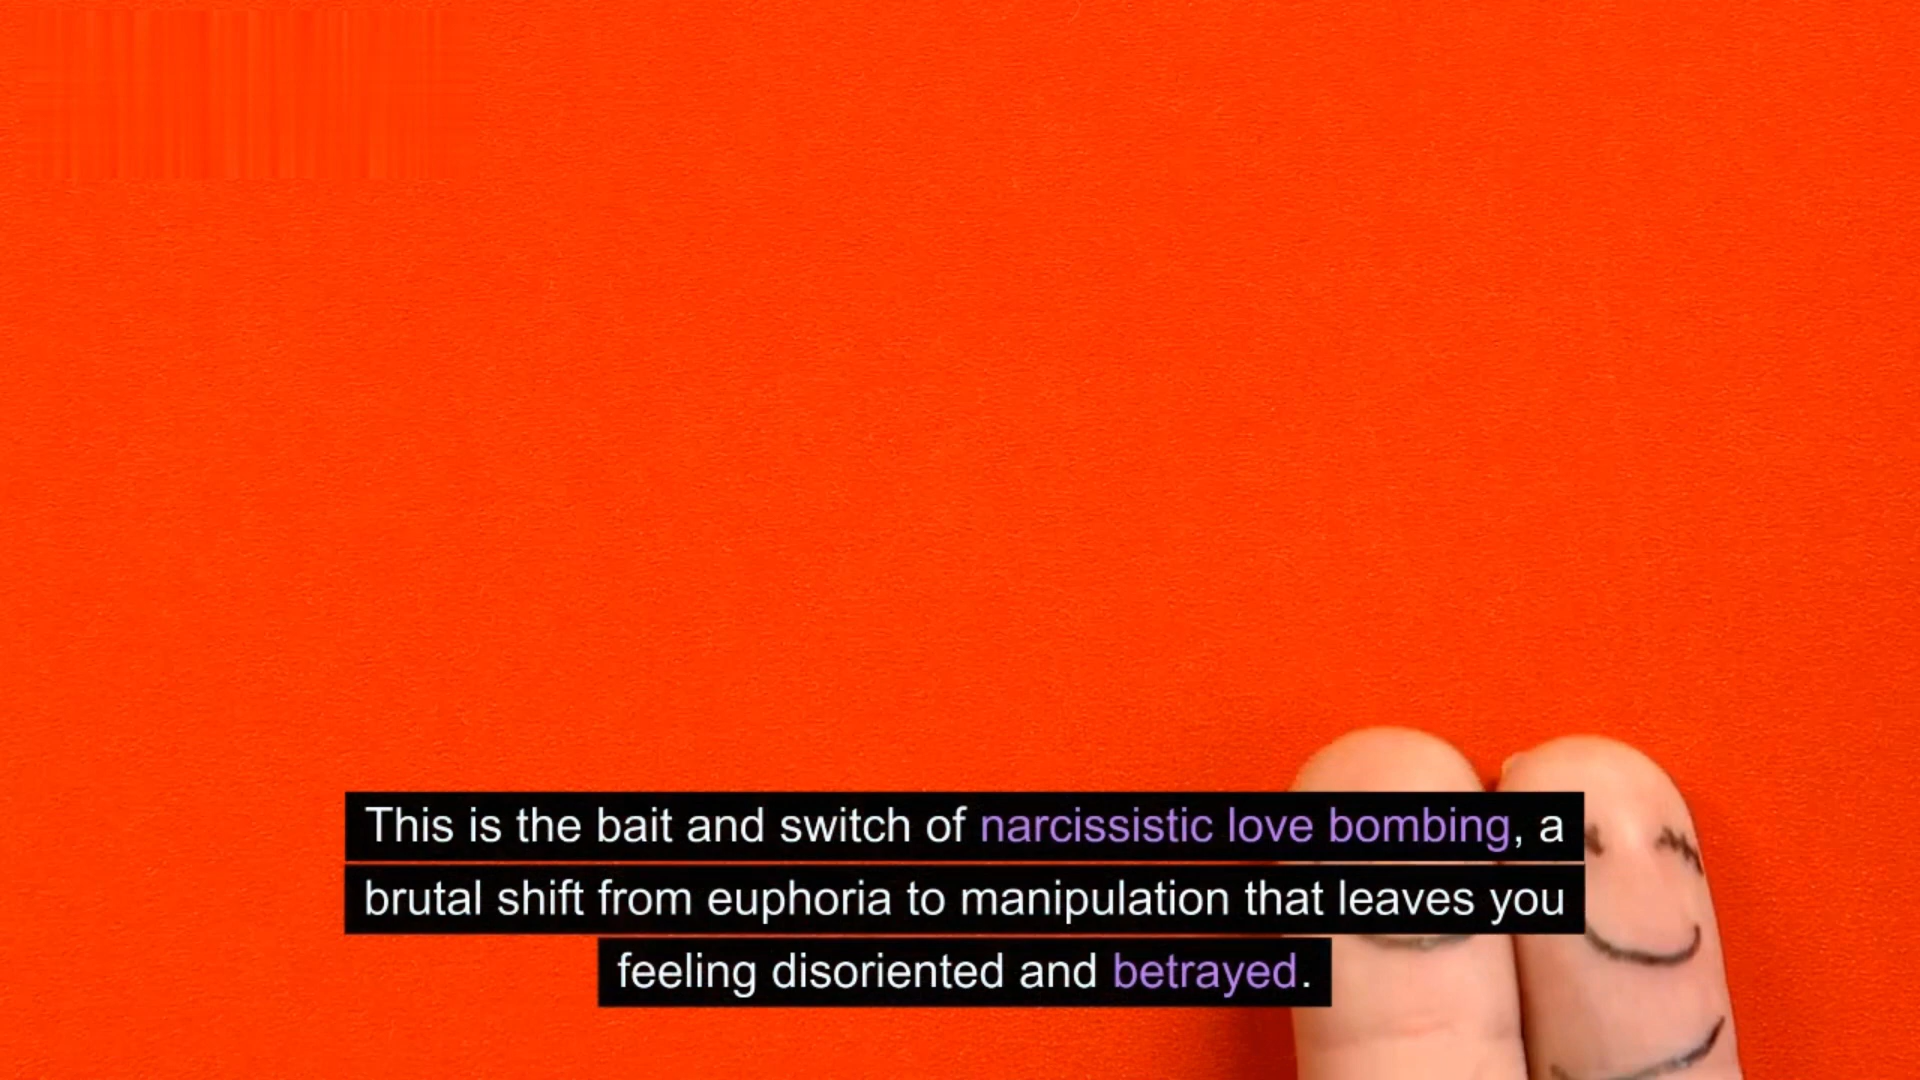 This is the bait and switch of narcissistic love bombing, a
brutal shift from euphoria to manipulation that leaves you
feeling disoriented and betrayed.